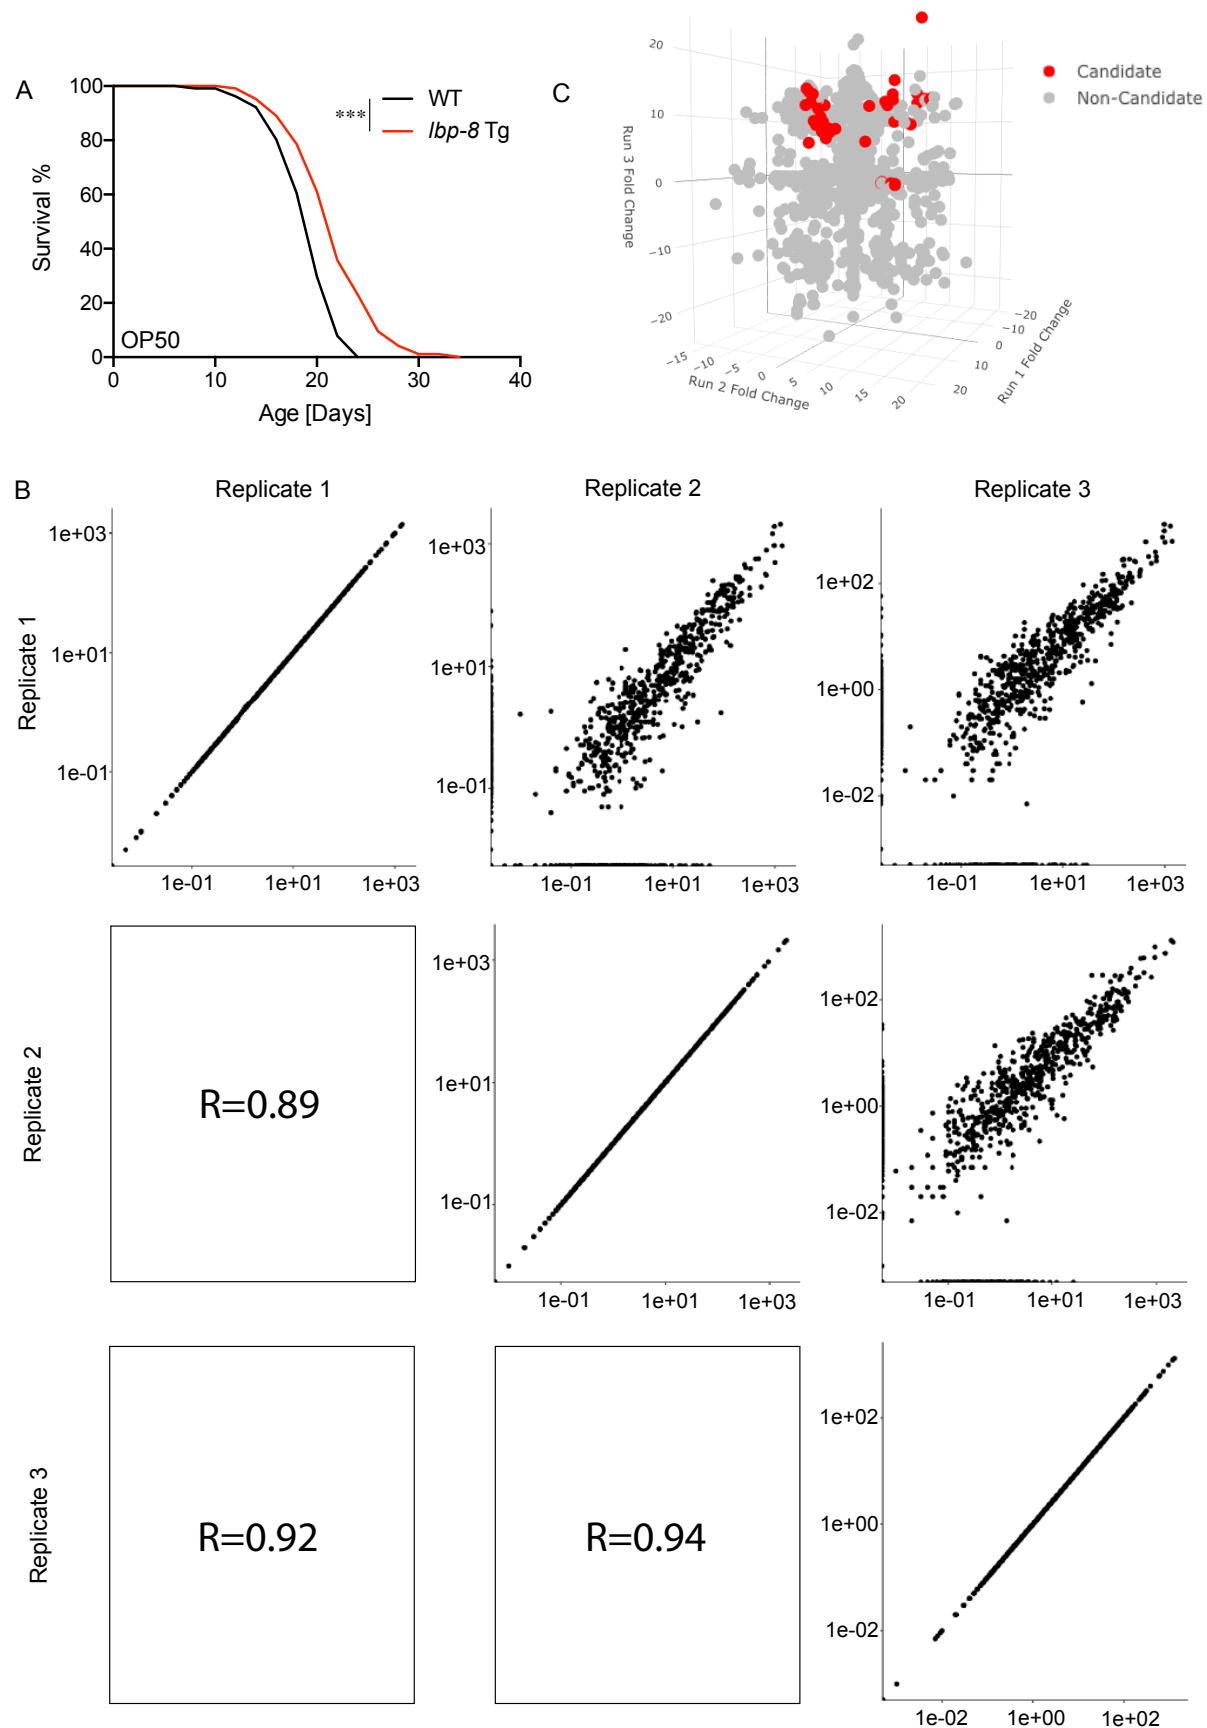 A
Survival %
100
80
60
40
20
0
OP50
0 10 20 30 40
Age [Days]
***
WT
lbp-8 Tg
C
Candidate
Non-Candidate
Run 3 Fold Change
20
10
0
−10
−20
−15 −10 −5 0 5 10 15 20
Run 2 Fold Change
−20
−10
0
10
20
Run 1 Fold Change
B
Replicate 1 Replicate 2 Replicate 3
Replicate 1
1e+03
1e+01
1e-01
1e-01 1e+01 1e+03
1e+03
1e+01
1e-01
1e-01 1e+01 1e+03
1e+02
1e+00
1e-02
1e-01 1e+01 1e+03
Replicate 2
R=0.89
1e+03
1e+01
1e-01
1e-01 1e+01 1e+03
1e+02
1e+00
1e-02
1e-01 1e+01 1e+03
Replicate 3
R=0.92
R=0.94
1e+02
1e+00
1e-02
1e-02 1e+00 1e+02